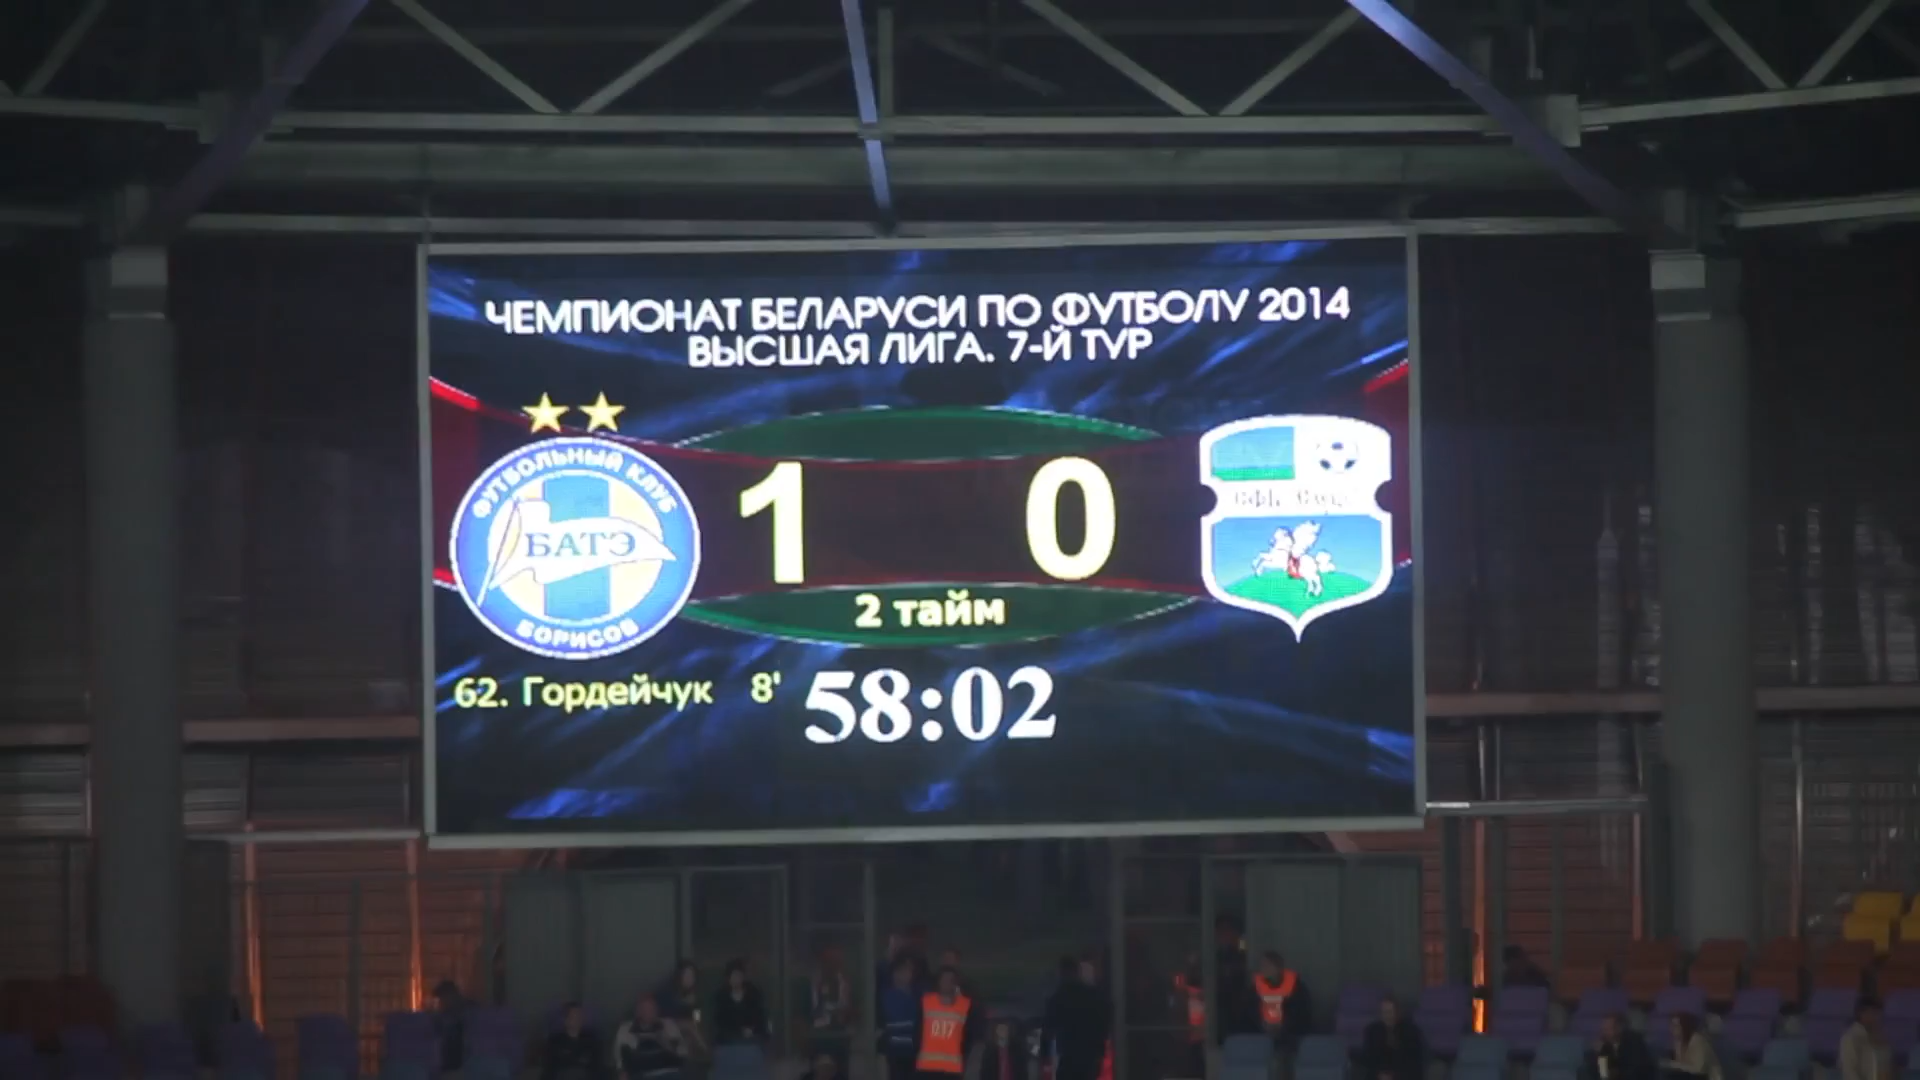 ЧЕМПИОНАТ БЕЛАРУСИ ПО ФУТБОЛУ 2014
ВЫСШАЯ ЛИГА. 7-Й ТУР
ФУТБОЛЬНЫЙ КЛУБ
БАТЭ
БОРИСОВ
1 0
2 тайм
62. Гордейчук 8'
58:02
017